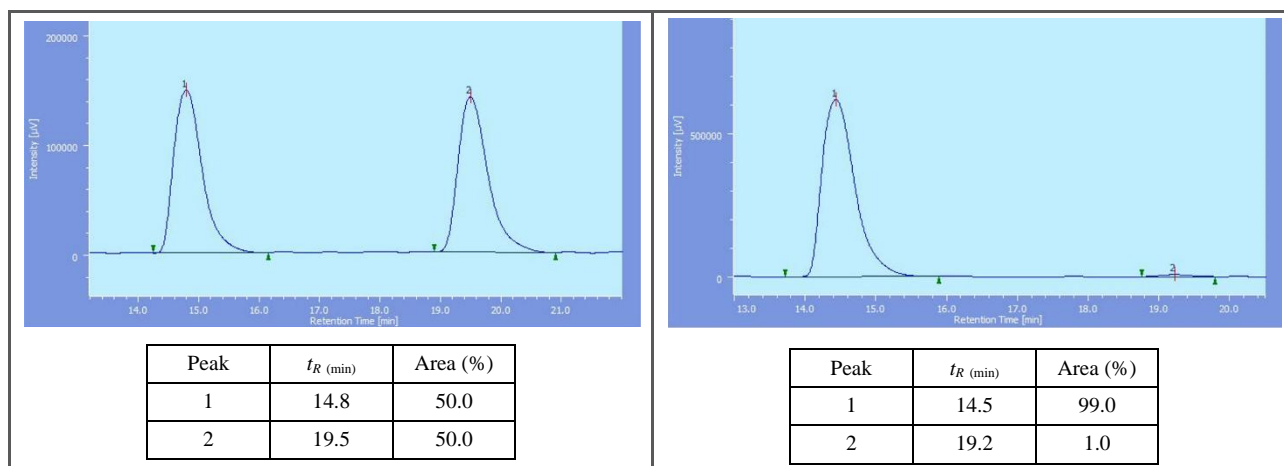 200000
100000
0
Intensity [µV]
1
2
14.0 15.0 16.0 17.0 18.0 19.0 20.0 21.0
Retention Time [min]
Peak tR (min) Area (%)
1 14.8 50.0
2 19.5 50.0
500000
0
Intensity [µV]
1
2
13.0 14.0 15.0 16.0 17.0 18.0 19.0 20.0
Retention Time [min]
Peak tR (min) Area (%)
1 14.5 99.0
2 19.2 1.0